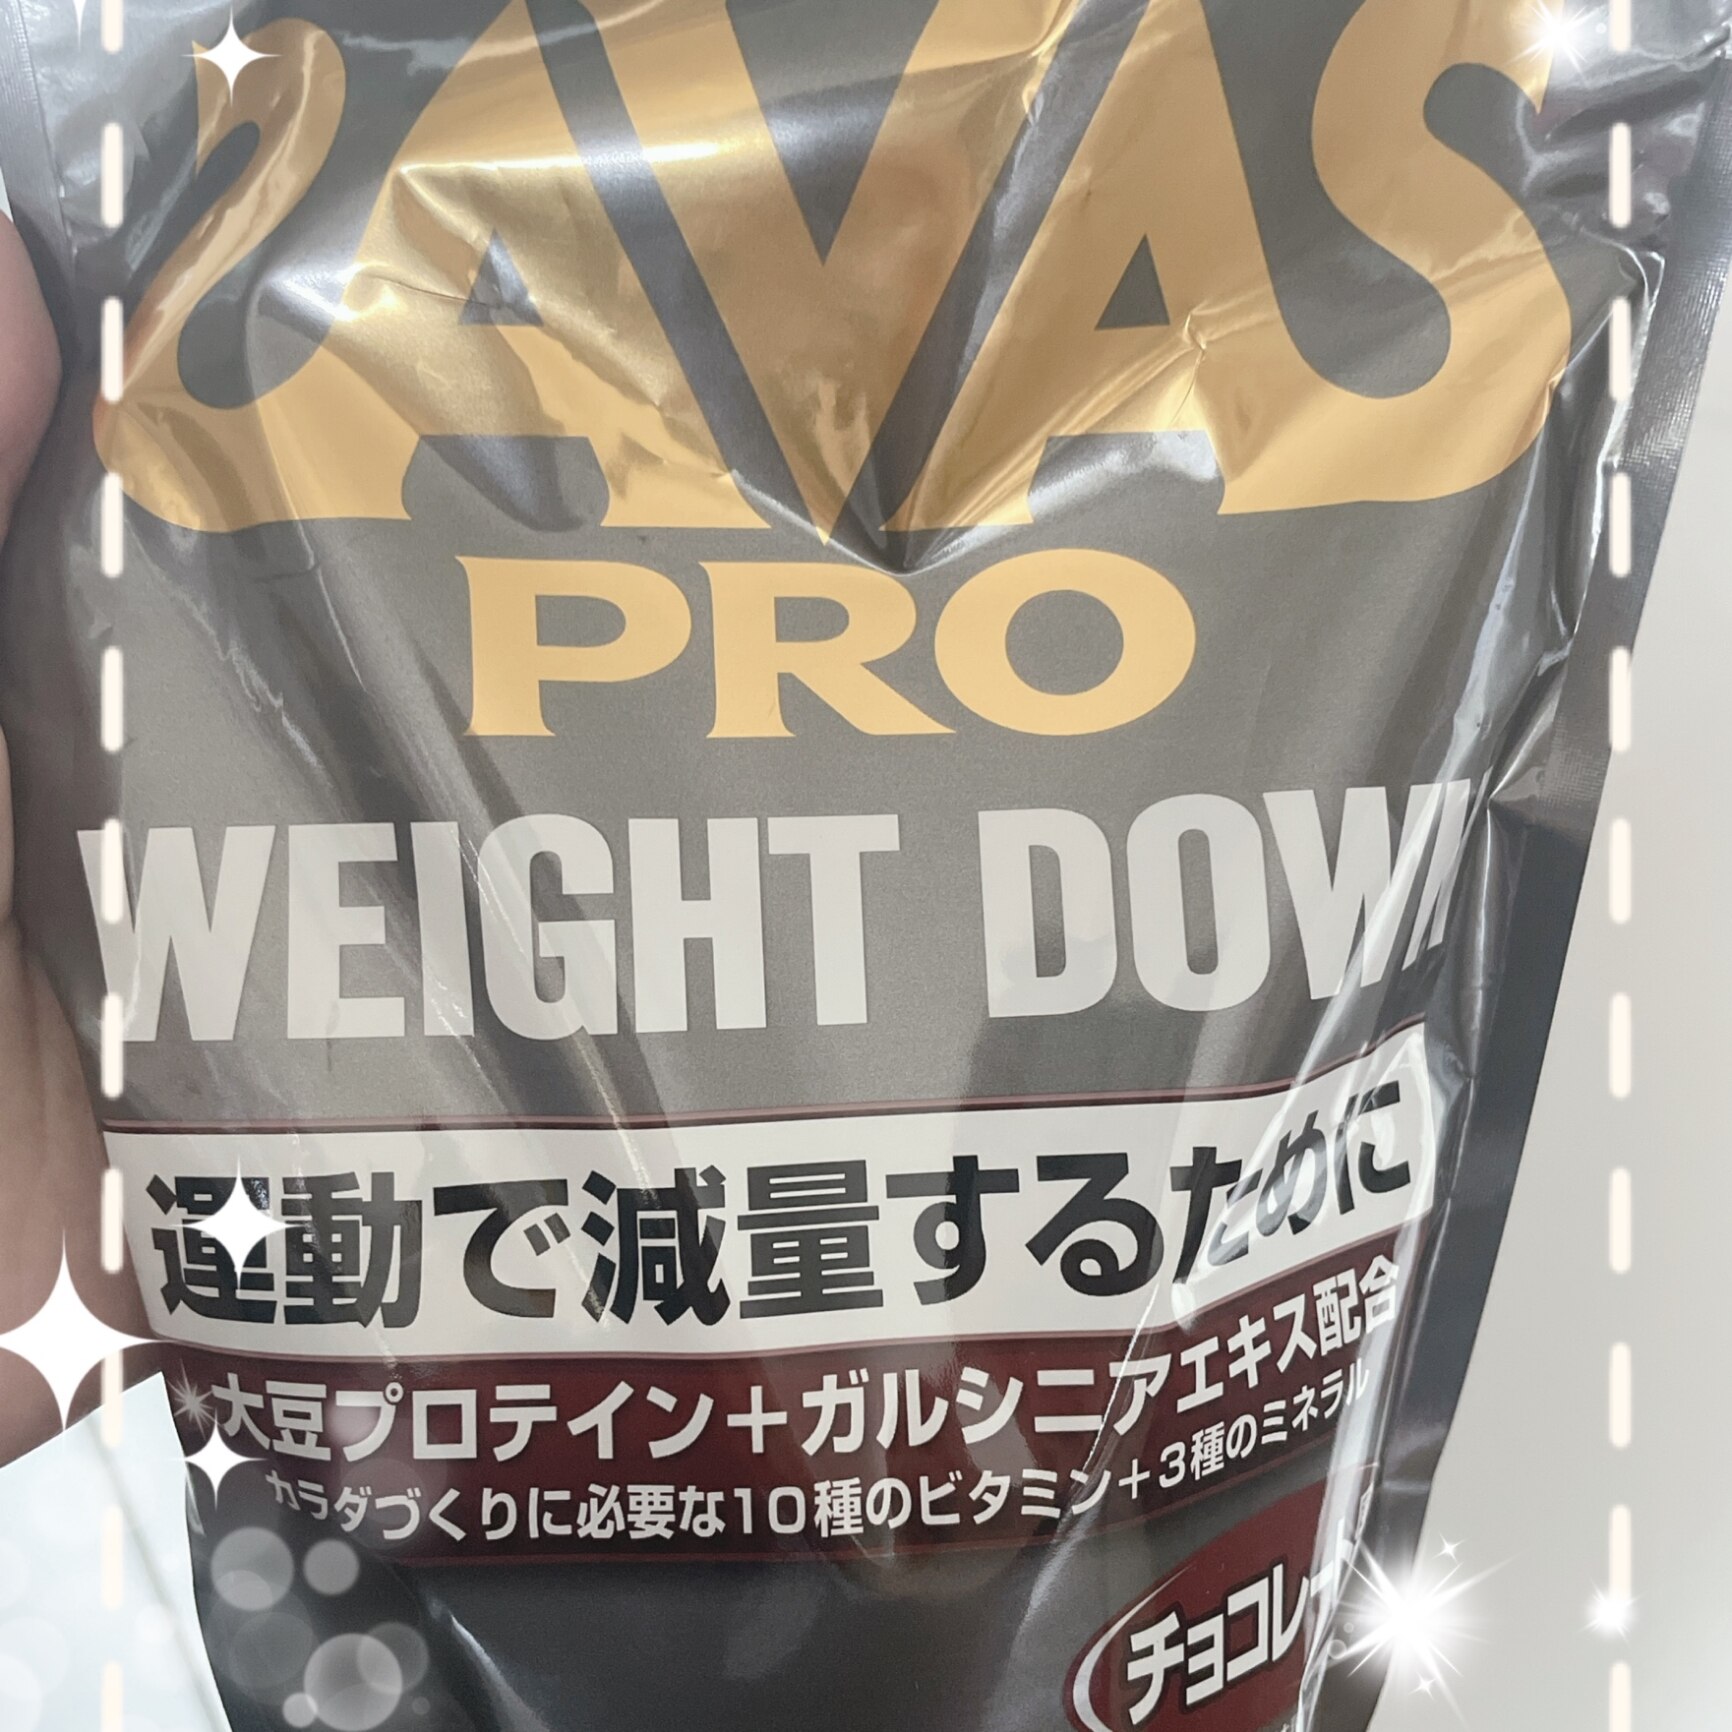 SAVAS
PRO
WEIGHT DOWN
運動で減量するために
大豆プロテイン＋ガルシニアエキス配合
カラダづくりに必要な10種のビタミン＋3種のミネラル
チョコレート